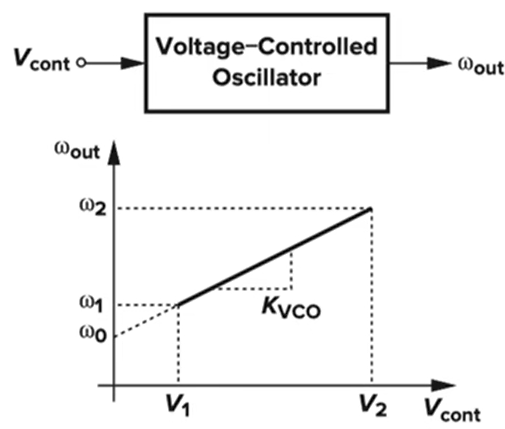 Voltage−Controlled
Vcont
Oscillator
ωout
ωout
ω2
ω1
KVCO
ω0
V1
V2
Vcont